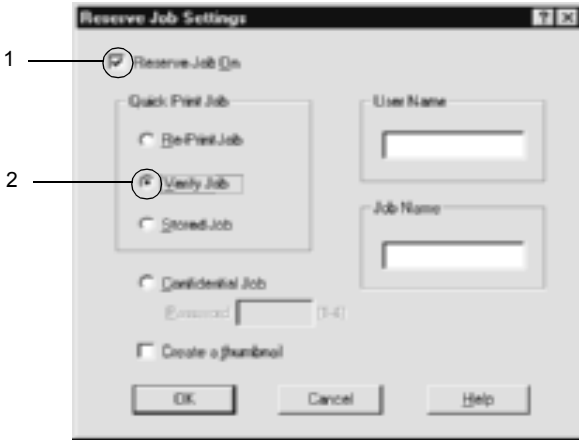 Reserve Job Settings
1
Reserve Job On
Quick Print Job
User Name
Re-Print Job
2
Verify Job
Job Name
Stored Job
Confidential Job
Password [1-4]
Create a thumbnail
OK Cancel Help